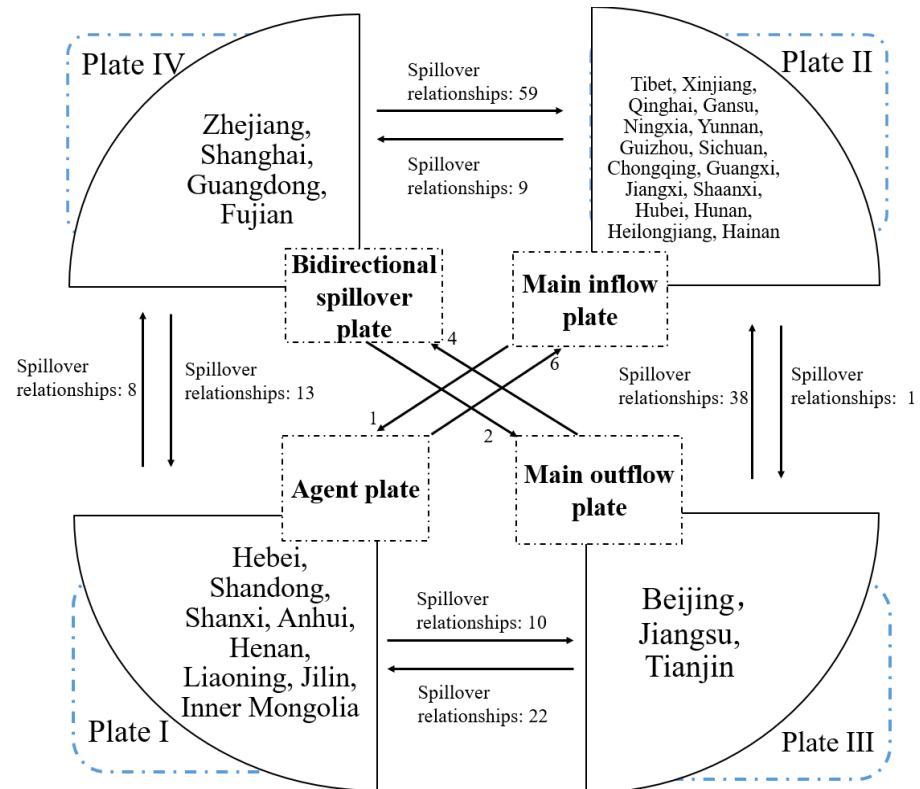 Plate IV
Zhejiang,
Shanghai,
Guangdong,
Fujian
Spillover
relationships: 59
Spillover
relationships: 9
Plate II
Tibet, Xinjiang,
Qinghai, Gansu,
Ningxia, Yunnan,
Guizhou, Sichuan,
Chongqing, Guangxi,
Jiangxi, Shaanxi,
Hubei, Hunan,
Heilongjiang, Hainan
Bidirectional
spillover
plate
Main inflow
plate
4
6
1
2
Spillover
relationships: 8
Spillover
relationships: 13
Spillover
relationships: 38
Spillover
relationships: 1
Agent plate
Main outflow
plate
Hebei,
Shandong,
Shanxi, Anhui,
Henan,
Liaoning, Jilin,
Inner Mongolia
Plate I
Spillover
relationships: 10
Spillover
relationships: 22
Beijing，
Jiangsu,
Tianjin
Plate III